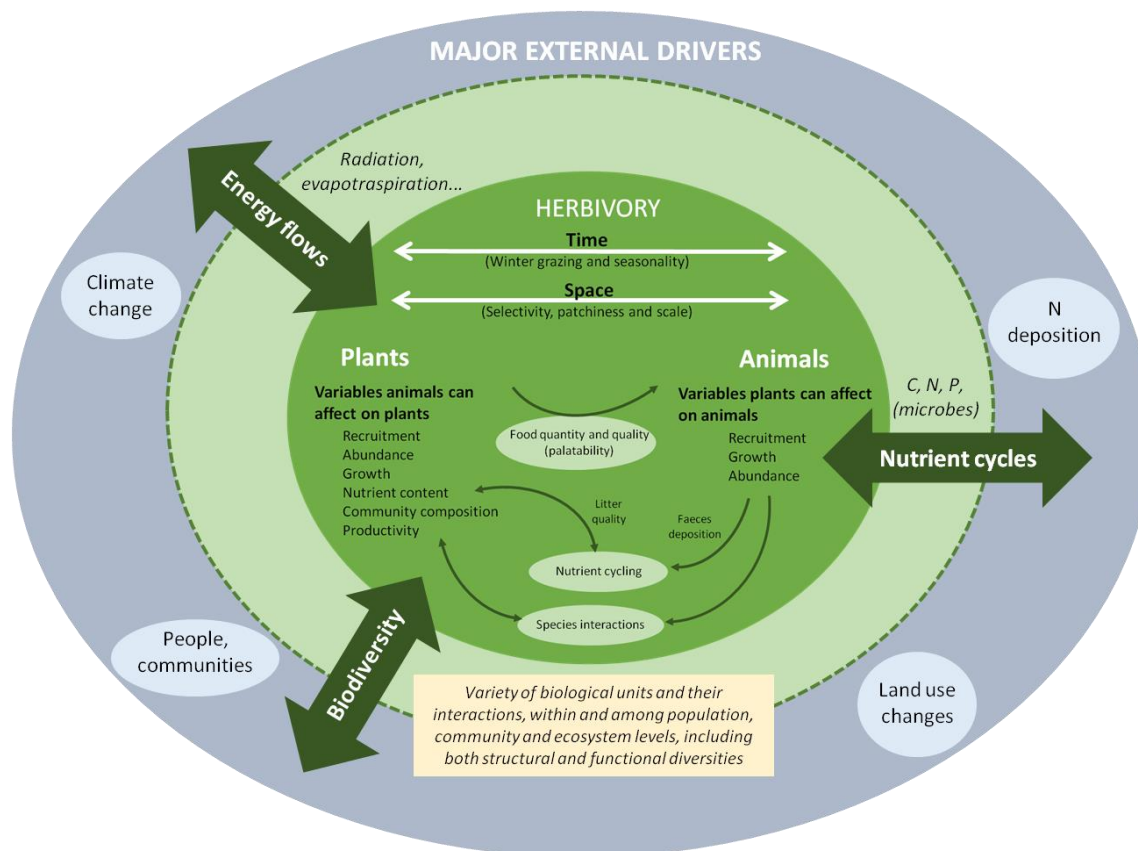 MAJOR EXTERNAL DRIVERS
Radiation,
evapotraspiration...
Energy flows
HERBIVORY
Time
(Winter grazing and seasonality)
Space
(Selectivity, patchiness and scale)
Climate
change
N
deposition
Plants
Variables animals can
affect on plants
Recruitment
Abundance
Growth
Nutrient content
Community composition
Productivity
Food quantity and quality
(palatability)
Animals
Variables plants can affect
on animals
Recruitment
Growth
Abundance
C, N, P,
(microbes)
Nutrient cycles
Litter
quality
Faeces
deposition
Nutrient cycling
Species interactions
People,
communities
Biodiversity
Land use
changes
Variety of biological units and their
interactions, within and among population,
community and ecosystem levels, including
both structural and functional diversities